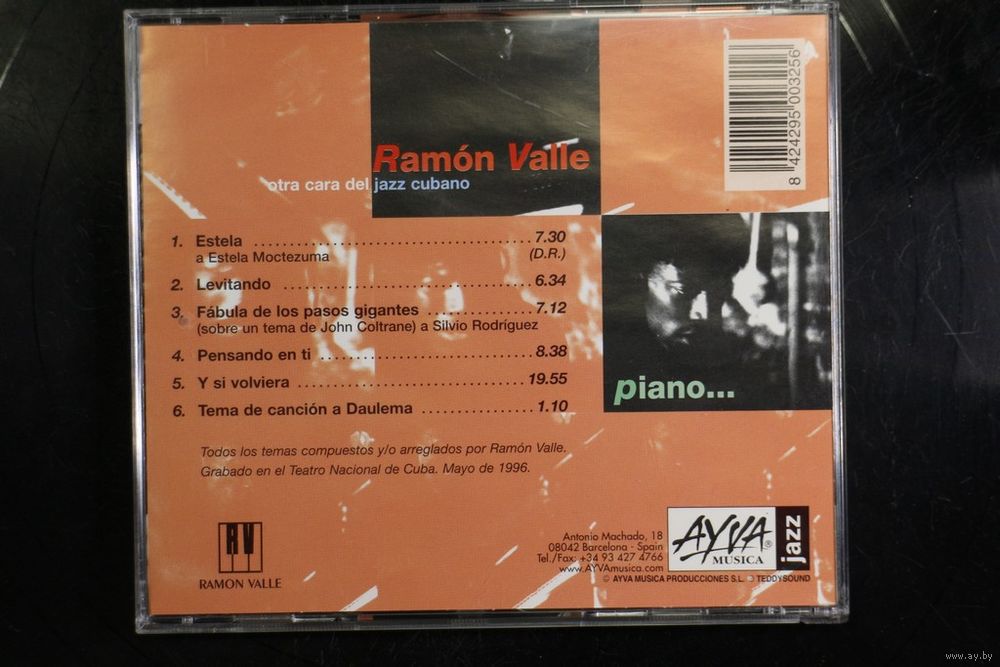 Ramón Valle
otra cara del jazz cubano
8 424295 003256
1. Estela ........................................ 7.30
a Estela Moctezuma (D.R.)
2. Levitando .................................... 6.34
3. Fábula de los pasos gigantes ............... 7.12
(sobre un tema de John Coltrane) a Silvio Rodríguez
4. Pensando en ti ............................... 8.38
5. Y si volviera ................................. 19.55
6. Tema de canción a Daulema ................ 1.10
piano...
Todos los temas compuestos y/o arreglados por Ramón Valle.
Grabado en el Teatro Nacional de Cuba. Mayo de 1996.
RV
RAMON VALLE
Antonio Machado, 18
08042 Barcelona - Spain
Tel./Fax: +34 93 427 4766
www.AYVAmusica.com
AYVA ®
MUSICA
jazz
© AYVA MUSICA PRODUCCIONES S.L. ℗ TEDDYSOUND
www.ay.by